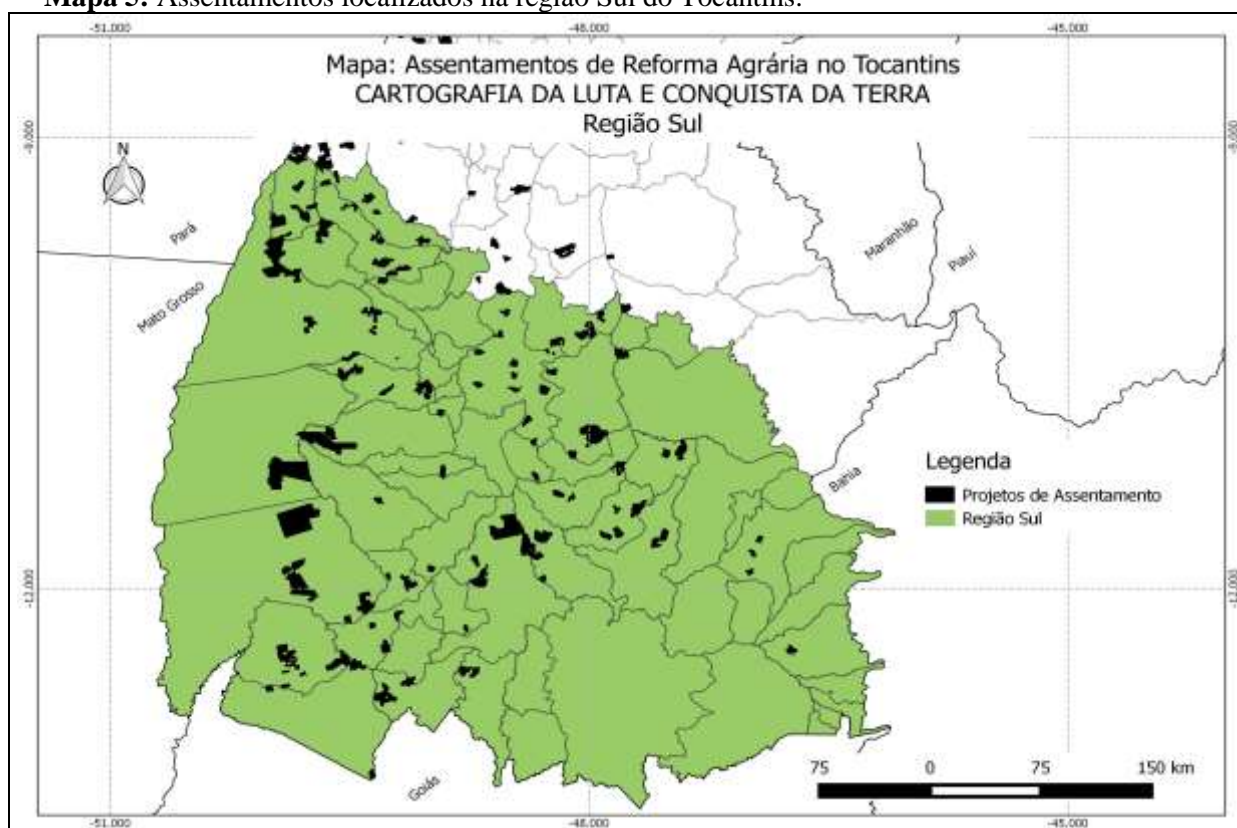 Mapa 5: Assentamentos localizados na região Sul do Tocantins.
-51.000 -48.000 -45.000
Mapa: Assentamentos de Reforma Agrária no Tocantins
CARTOGRAFIA DA LUTA E CONQUISTA DA TERRA
Região Sul
-9.000 -9.000
N
Pará
Maranhão
Piauí
Mato Grosso
Legenda
Bahia
Projetos de Assentamento
Região Sul
-12.000 -12.000
Goiás
75 0 75 150 km
-51.000 -48.000 -45.000